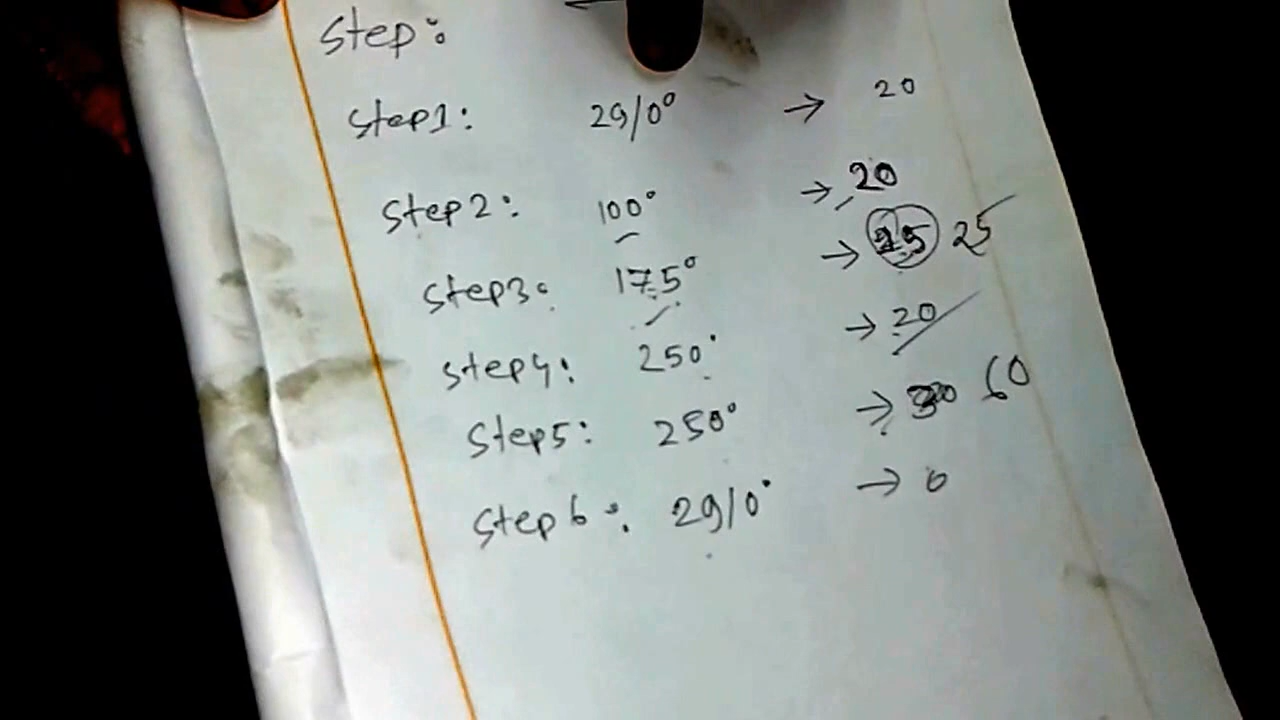 Step:
Step1: 29/0° → 20
Step2: 100° → 20
Step3: 175° → 25 25
Step4: 250° → 20
Step5: 250° → 60
Step6: 29/0° → 0